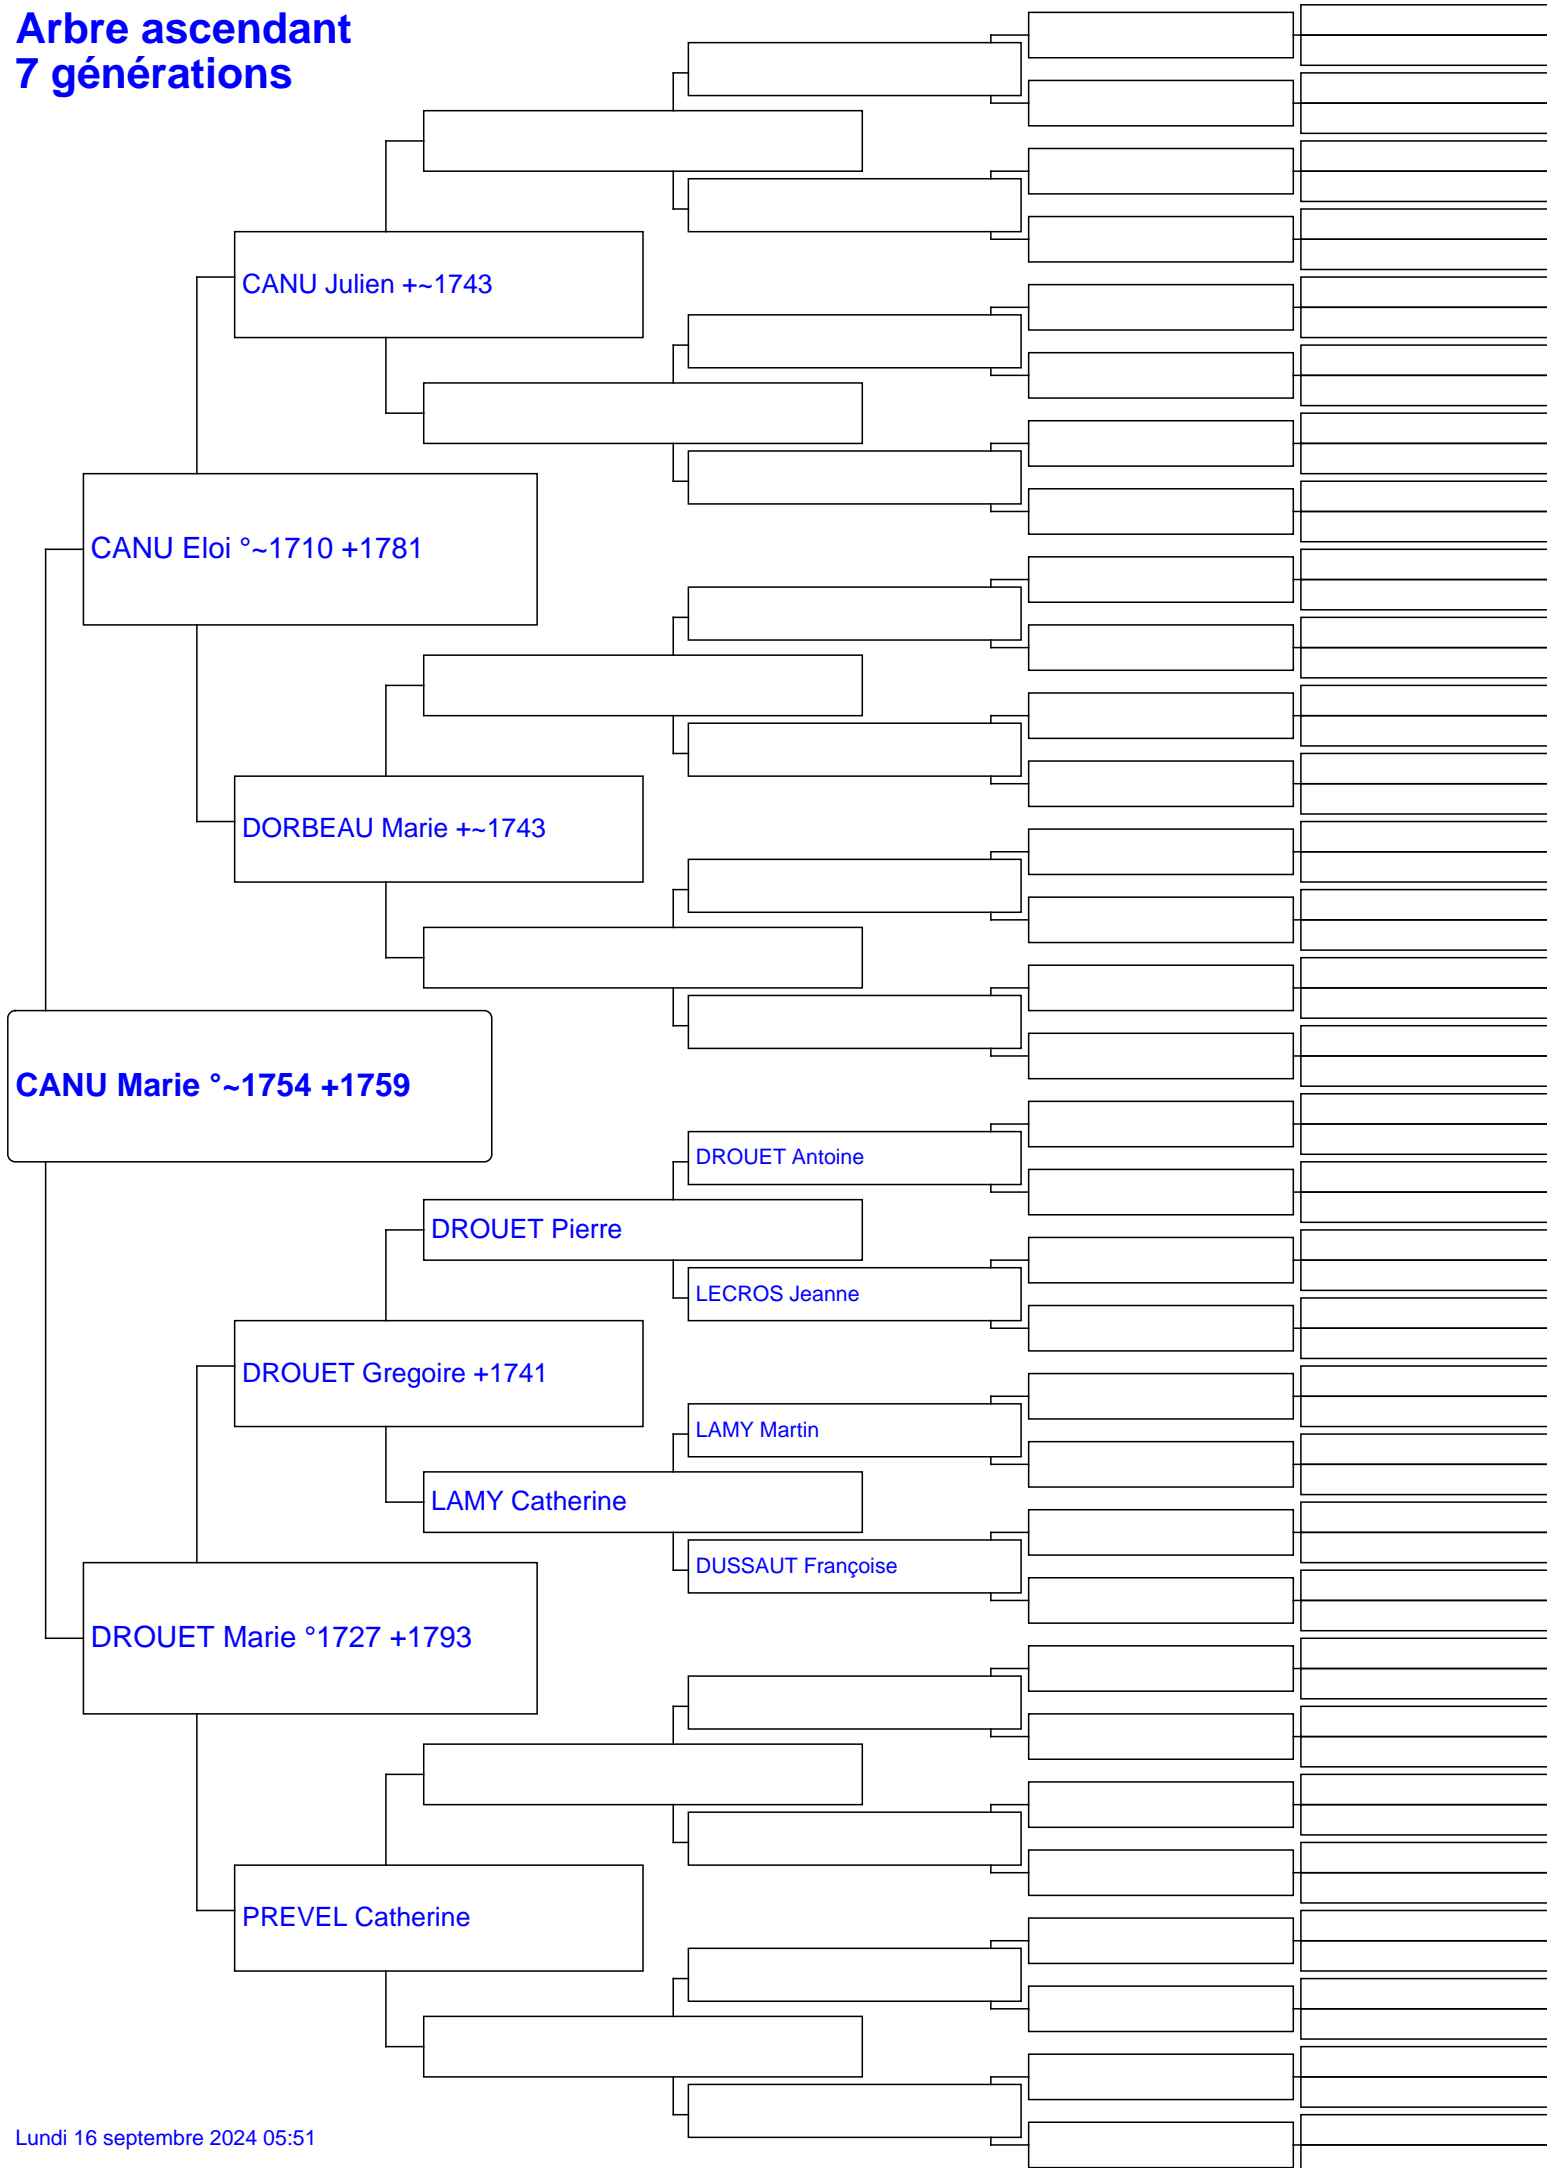 Arbre ascendant
7 générations
CANU Julien +~1743
CANU Eloi °~1710 +1781
DORBEAU Marie +~1743
CANU Marie °~1754 +1759
DROUET Antoine
DROUET Pierre
LECROS Jeanne
DROUET Gregoire +1741
LAMY Martin
LAMY Catherine
DUSSAUT Françoise
DROUET Marie °1727 +1793
PREVEL Catherine
Lundi 16 septembre 2024 05:51